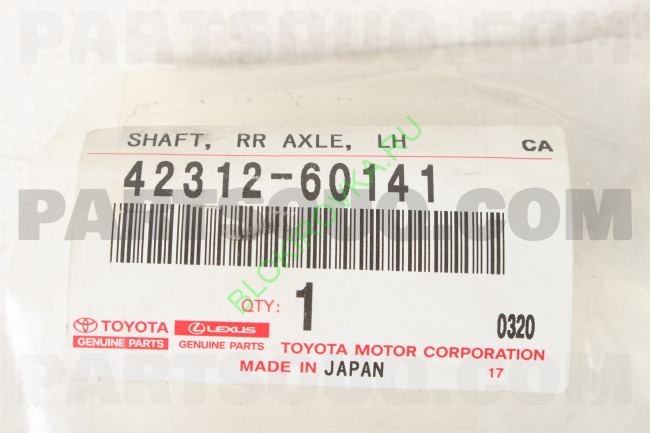 PARTSOUQ.COM
SHAFT, RR AXLE, LH CA
42312-60141
PARTSOUQ.COM
BLOKIROVKA.RU
QTY: 1
0320
TOYOTA LEXUS
GENUINE PARTS GENUINE PARTS TOYOTA MOTOR CORPORATION
MADE IN JAPAN 17
PARTSOUQ.COM